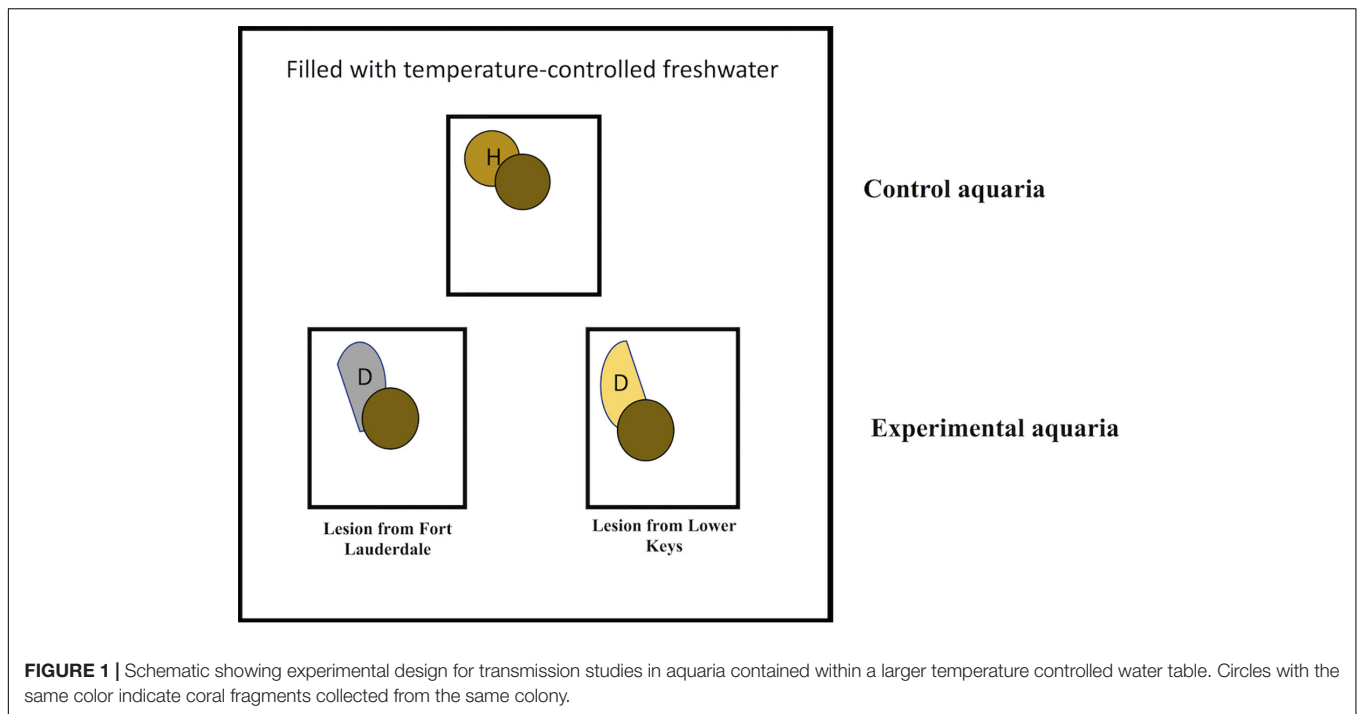 Filled with temperature-controlled freshwater
H
Control aquaria
D
D
Experimental aquaria
Lesion from Fort
Lauderdale
Lesion from Lower
Keys
FIGURE 1 | Schematic showing experimental design for transmission studies in aquaria contained within a larger temperature controlled water table. Circles with the
same color indicate coral fragments collected from the same colony.